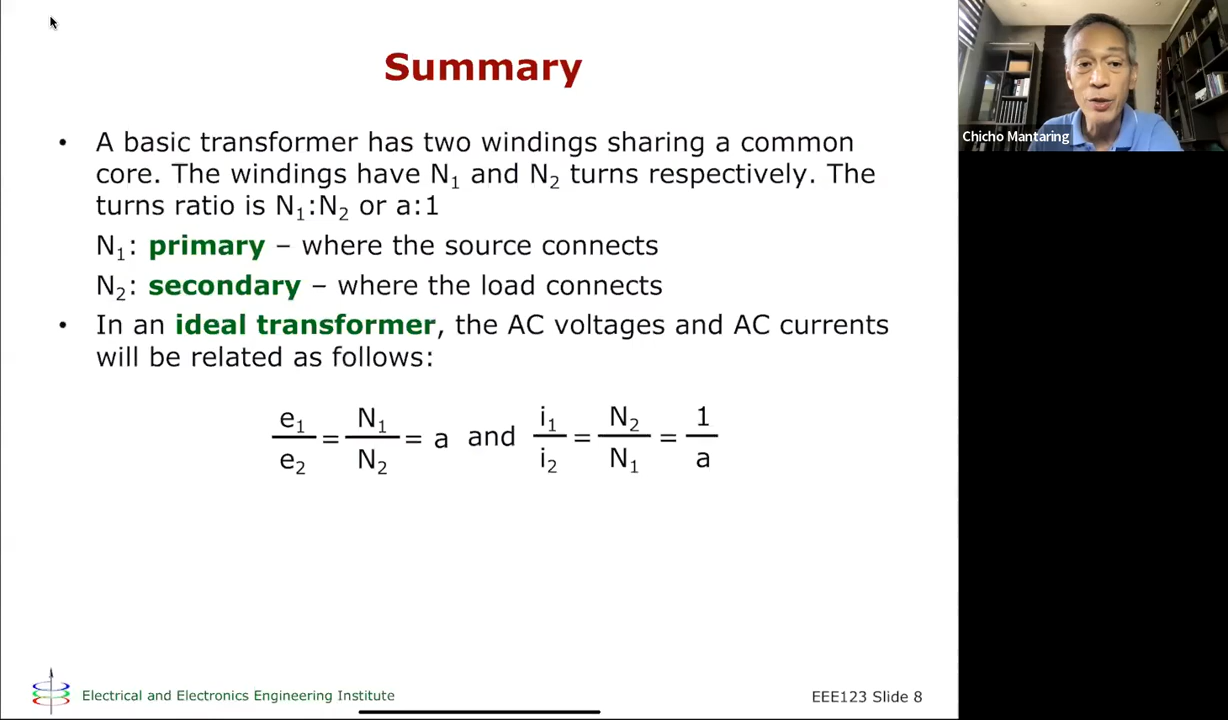 Summary
• A basic transformer has two windings sharing a common
core. The windings have N₁ and N₂ turns respectively. The
turns ratio is N₁:N₂ or a:1
N₁: primary – where the source connects
N₂: secondary – where the load connects
• In an ideal transformer, the AC voltages and AC currents
will be related as follows:
e₁/e₂ = N₁/N₂ = a and i₁/i₂ = N₂/N₁ = 1/a
Electrical and Electronics Engineering Institute
EEE123 Slide 8
Chicho Mantaring